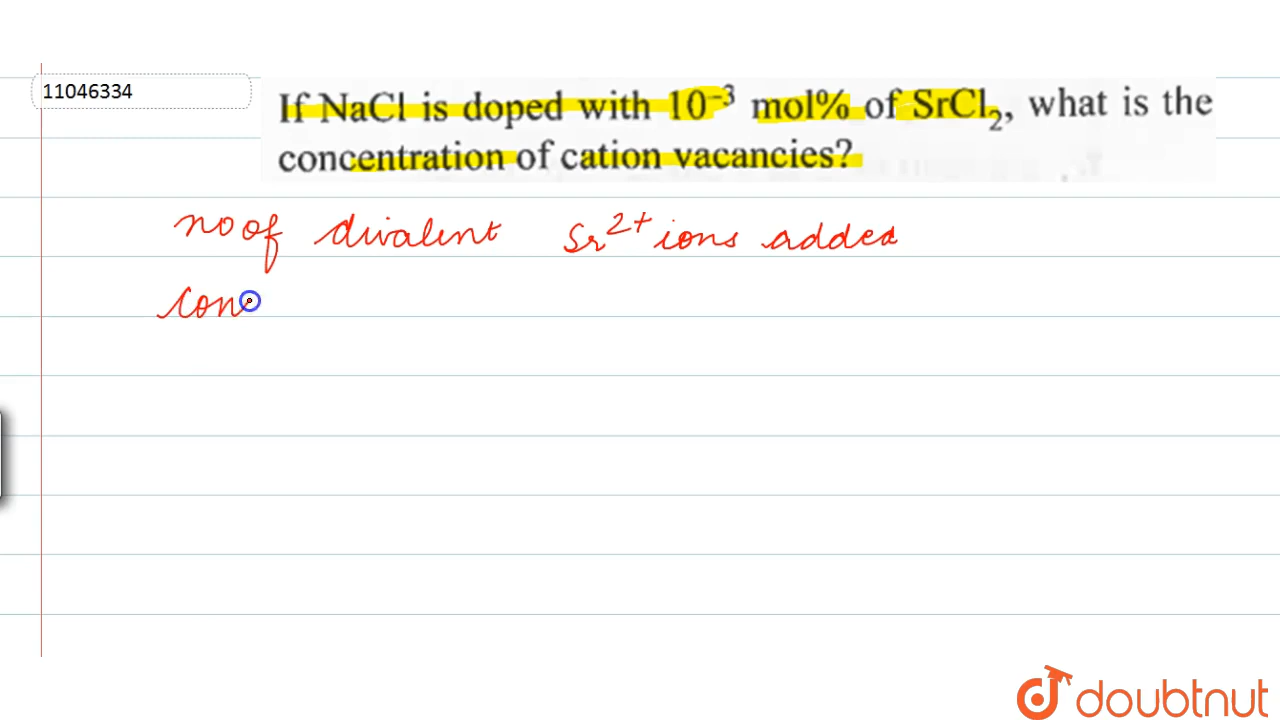 11046334
If NaCl is doped with 10⁻³ mol% of SrCl₂, what is the
concentration of cation vacancies?
no of divalent Sr²⁺ ions added
con
doubtnut